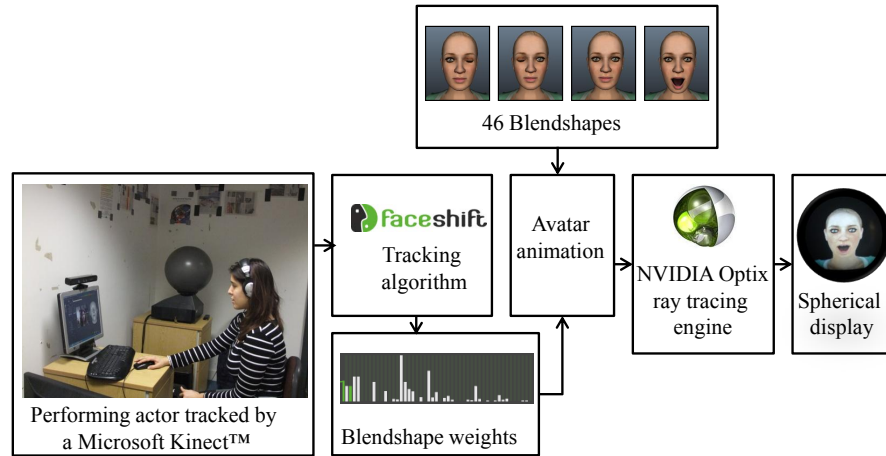 46 Blendshapes
Performing actor tracked by
a Microsoft Kinect™
faceshift
Tracking
algorithm
Blendshape weights
Avatar
animation
NVIDIA Optix
ray tracing
engine
Spherical
display